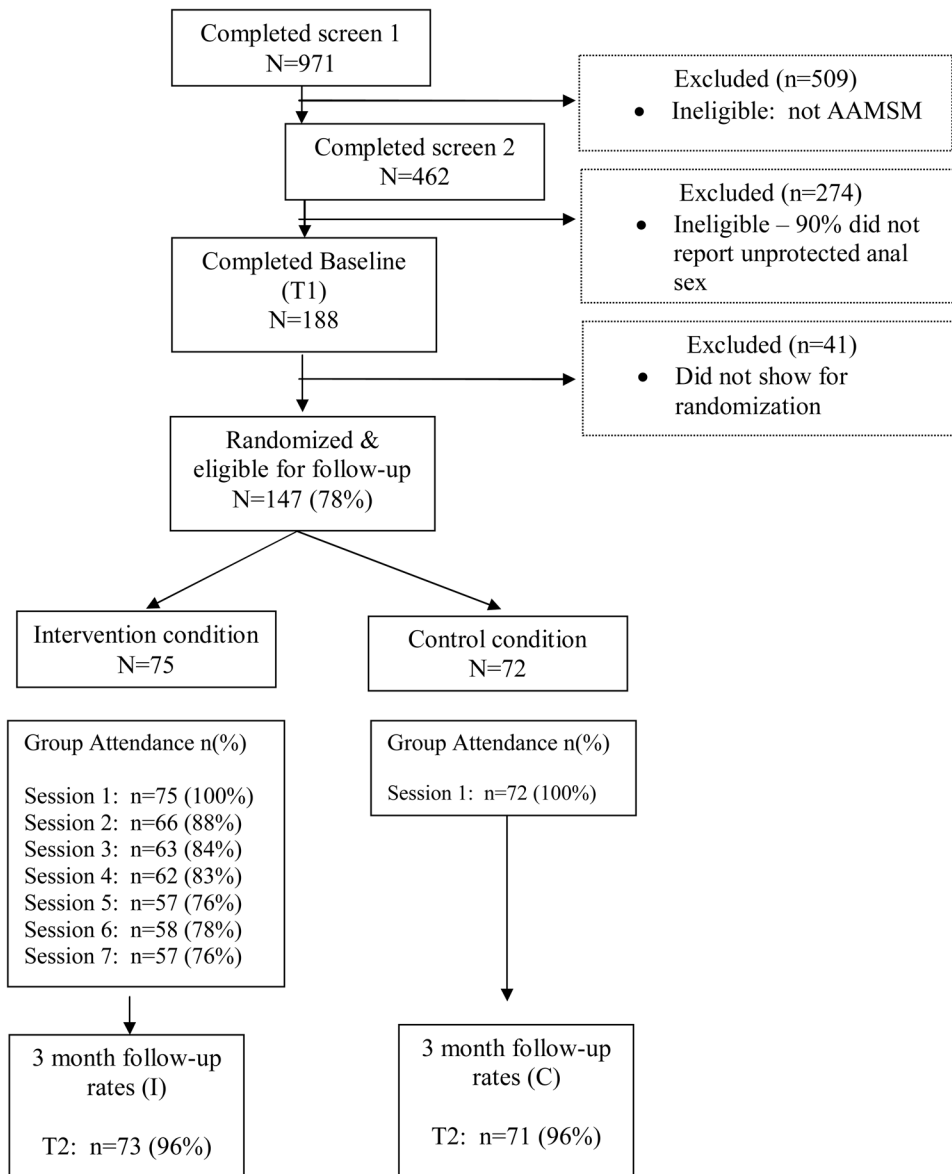 Completed screen 1
N=971
Excluded (n=509)
• Ineligible: not AAMSM
Completed screen 2
N=462
Excluded (n=274)
• Ineligible – 90% did not
report unprotected anal
sex
Completed Baseline
(T1)
N=188
Excluded (n=41)
• Did not show for
randomization
Randomized &
eligible for follow-up
N=147 (78%)
Intervention condition
N=75
Control condition
N=72
Group Attendance n(%)
Session 1: n=75 (100%)
Session 2: n=66 (88%)
Session 3: n=63 (84%)
Session 4: n=62 (83%)
Session 5: n=57 (76%)
Session 6: n=58 (78%)
Session 7: n=57 (76%)
Group Attendance n(%)
Session 1: n=72 (100%)
3 month follow-up
rates (I)
T2: n=73 (96%)
3 month follow-up
rates (C)
T2: n=71 (96%)